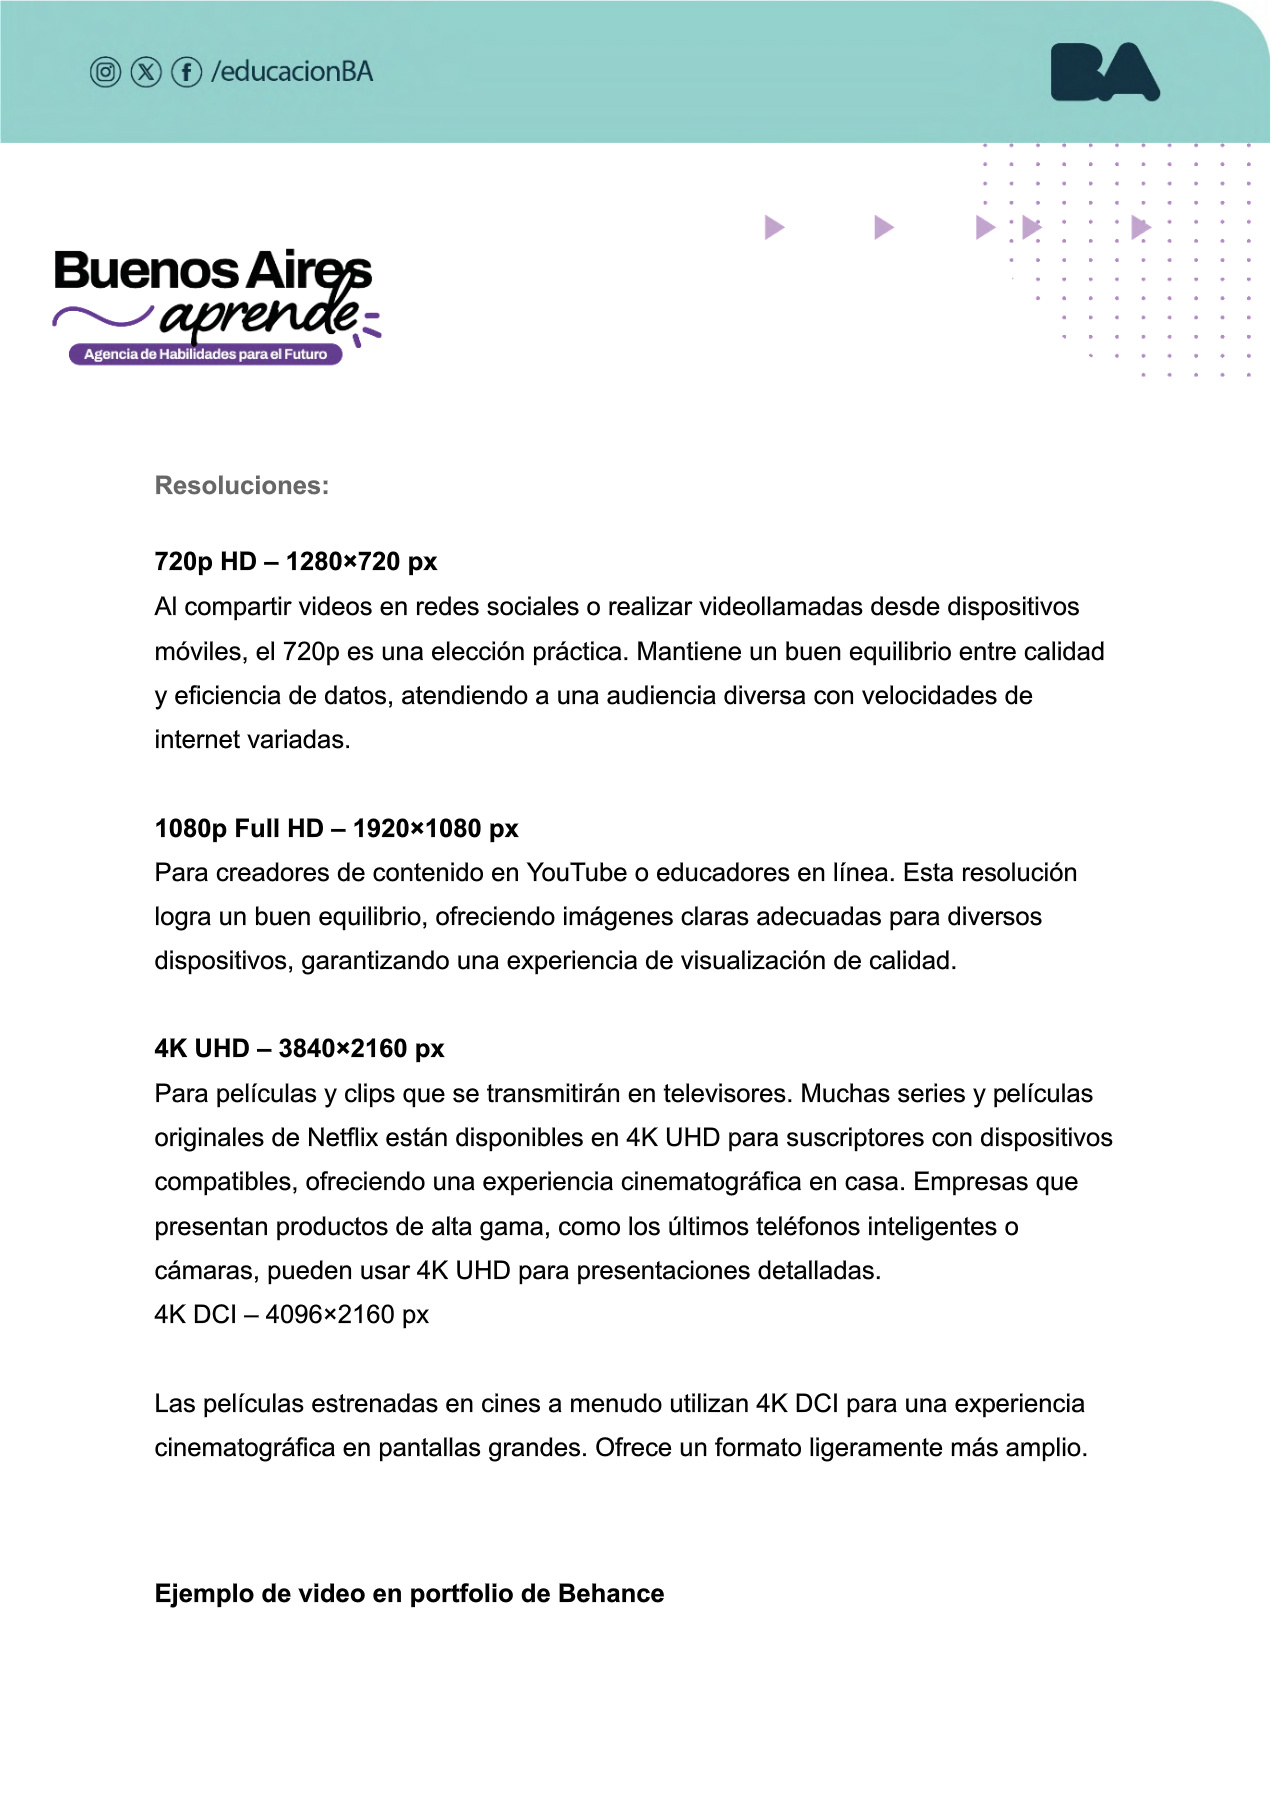 /educacionBA
BA
Buenos Aires
aprende
Agencia de Habilidades para el Futuro
Resoluciones:
720p HD – 1280×720 px
Al compartir videos en redes sociales o realizar videollamadas desde dispositivos
móviles, el 720p es una elección práctica. Mantiene un buen equilibrio entre calidad
y eficiencia de datos, atendiendo a una audiencia diversa con velocidades de
internet variadas.
1080p Full HD – 1920×1080 px
Para creadores de contenido en YouTube o educadores en línea. Esta resolución
logra un buen equilibrio, ofreciendo imágenes claras adecuadas para diversos
dispositivos, garantizando una experiencia de visualización de calidad.
4K UHD – 3840×2160 px
Para películas y clips que se transmitirán en televisores. Muchas series y películas
originales de Netflix están disponibles en 4K UHD para suscriptores con dispositivos
compatibles, ofreciendo una experiencia cinematográfica en casa. Empresas que
presentan productos de alta gama, como los últimos teléfonos inteligentes o
cámaras, pueden usar 4K UHD para presentaciones detalladas.
4K DCI – 4096×2160 px
Las películas estrenadas en cines a menudo utilizan 4K DCI para una experiencia
cinematográfica en pantallas grandes. Ofrece un formato ligeramente más amplio.
Ejemplo de video en portfolio de Behance